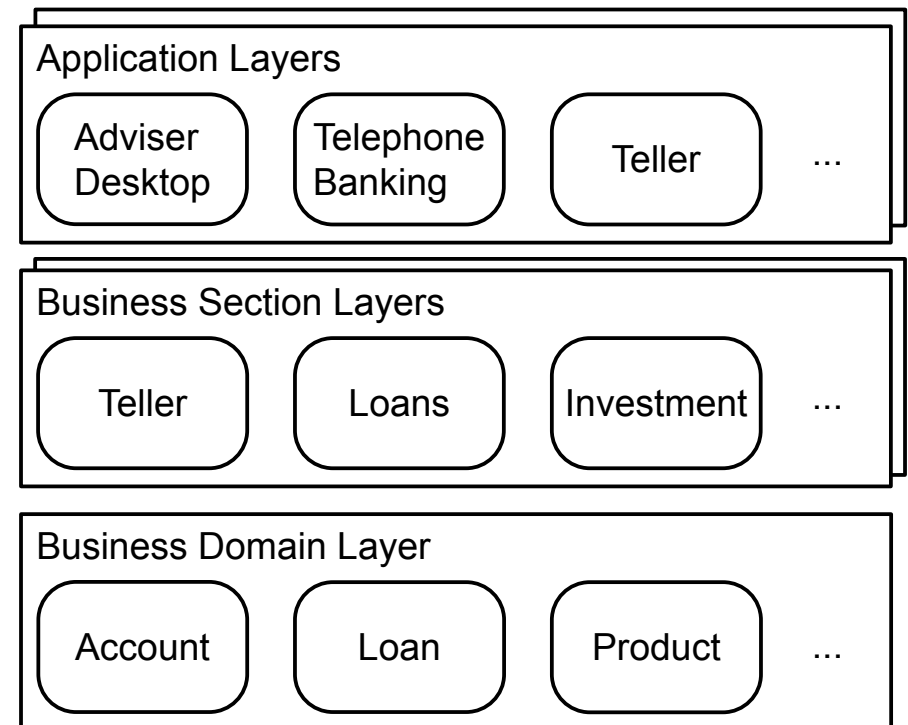 Application Layers
Adviser
Desktop
Telephone
Banking
Teller
...
Business Section Layers
Teller
Loans
Investment
...
Business Domain Layer
Account
Loan
Product
...